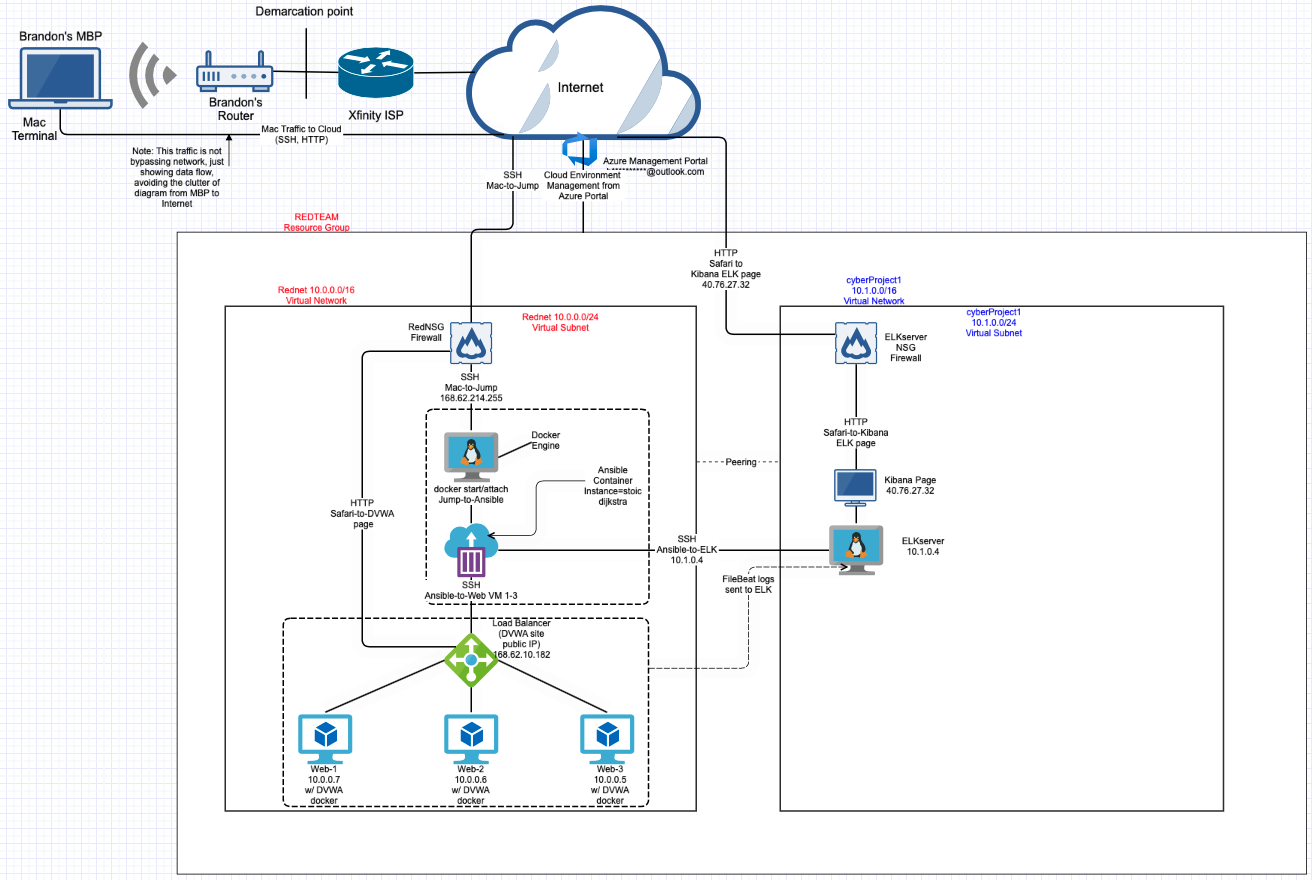 Demarcation point
Brandon's MBP
Mac
Terminal
Brandon's
Router
Xfinity ISP
Internet
Mac Traffic to Cloud
(SSH, HTTP)
Note: This traffic is not
bypassing network, just
showing data flow,
avoiding the clutter of
diagram from MBP to
Internet
SSH
Mac-to-Jump
Cloud Environment
Management from
Azure Portal
Azure Management Portal
**********@outlook.com
REDTEAM
Resource Group
HTTP
Safari to
Kibana ELK page
40.76.27.32
Rednet 10.0.0.0/16
Virtual Network
Rednet 10.0.0.0/24
Virtual Subnet
cyberProject1
10.1.0.0/16
Virtual Network
cyberProject1
10.1.0.0/24
Virtual Subnet
RedNSG
Firewall
ELKserver
NSG
Firewall
SSH
Mac-to-Jump
168.62.214.255
Docker
Engine
docker start/attach
Jump-to-Ansible
Ansible
Container
Instance=stoic
dijkstra
HTTP
Safari-to-DVWA
page
Peering
HTTP
Safari-to-Kibana
ELK page
Kibana Page
40.76.27.32
ELKserver
10.1.0.4
SSH
Ansible-to-ELK
10.1.0.4
FileBeat logs
sent to ELK
SSH
Ansible-to-Web VM 1-3
Load Balancer
(DVWA site
public IP)
168.62.10.182
Web-1
10.0.0.7
w/ DVWA
docker
Web-2
10.0.0.6
w/ DVWA
docker
Web-3
10.0.0.5
w/ DVWA
docker